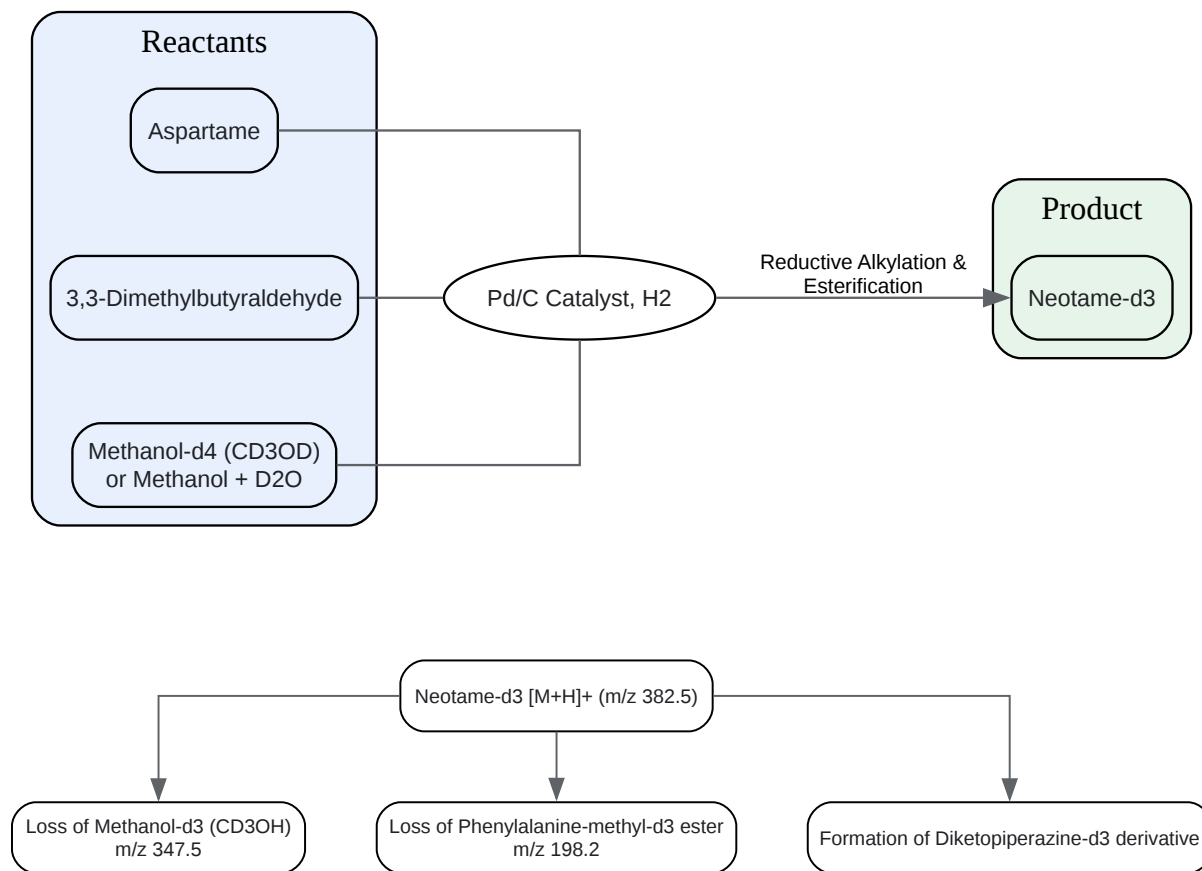 Reactants
Aspartame
3,3-Dimethylbutyraldehyde
Methanol-d4 (CD3OD)
or Methanol + D2O
Pd/C Catalyst, H2
Reductive Alkylation &
Esterification
Product
Neotame-d3
Neotame-d3 [M+H]+ (m/z 382.5)
Loss of Methanol-d3 (CD3OH)
m/z 347.5
Loss of Phenylalanine-methyl-d3 ester
m/z 198.2
Formation of Diketopiperazine-d3 derivative